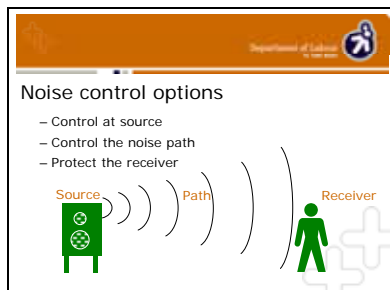 Department of Labour
Noise control options
– Control at source
– Control the noise path
– Protect the receiver
Source Path Receiver